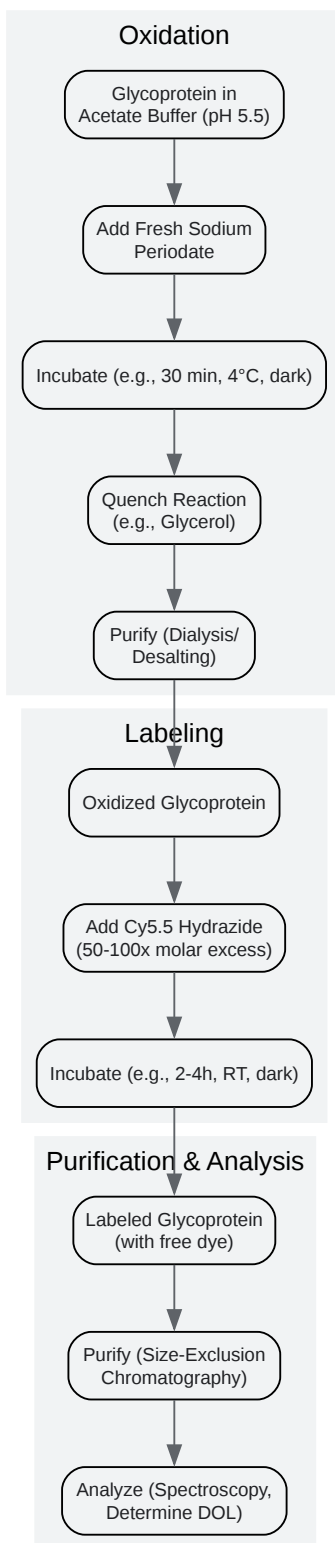 Oxidation
Glycoprotein in
Acetate Buffer (pH 5.5)
Add Fresh Sodium
Periodate
Incubate (e.g., 30 min, 4°C, dark)
Quench Reaction
(e.g., Glycerol)
Purify (Dialysis/
Desalting)
Labeling
Oxidized Glycoprotein
Add Cy5.5 Hydrazide
(50-100x molar excess)
Incubate (e.g., 2-4h, RT, dark)
Purification & Analysis
Labeled Glycoprotein
(with free dye)
Purify (Size-Exclusion
Chromatography)
Analyze (Spectroscopy,
Determine DOL)